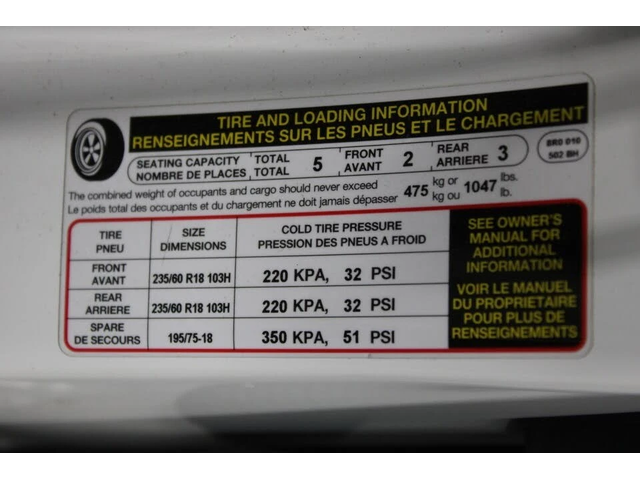 TIRE AND LOADING INFORMATION
RENSEIGNEMENTS SUR LES PNEUS ET LE CHARGEMENT
SEATING CAPACITY TOTAL 5 FRONT 2 REAR 3
NOMBRE DE PLACES TOTAL AVANT ARRIERE
BR0 010
502 BH
The combined weight of occupants and cargo should never exceed 475 kg or 1047 lbs.
Le poids total des occupants et du chargement ne doit jamais dépasser kg ou lb.
TIRE SIZE COLD TIRE PRESSURE
PNEU DIMENSIONS PRESSION DES PNEUS A FROID
FRONT
AVANT 235/60 R18 103H 220 KPA, 32 PSI
REAR
ARRIERE 235/60 R18 103H 220 KPA, 32 PSI
SPARE
DE SECOURS 195/75-18 350 KPA, 51 PSI
SEE OWNER'S
MANUAL FOR
ADDITIONAL
INFORMATION
VOIR LE MANUEL
DU PROPRIETAIRE
POUR PLUS DE
RENSEIGNEMENTS